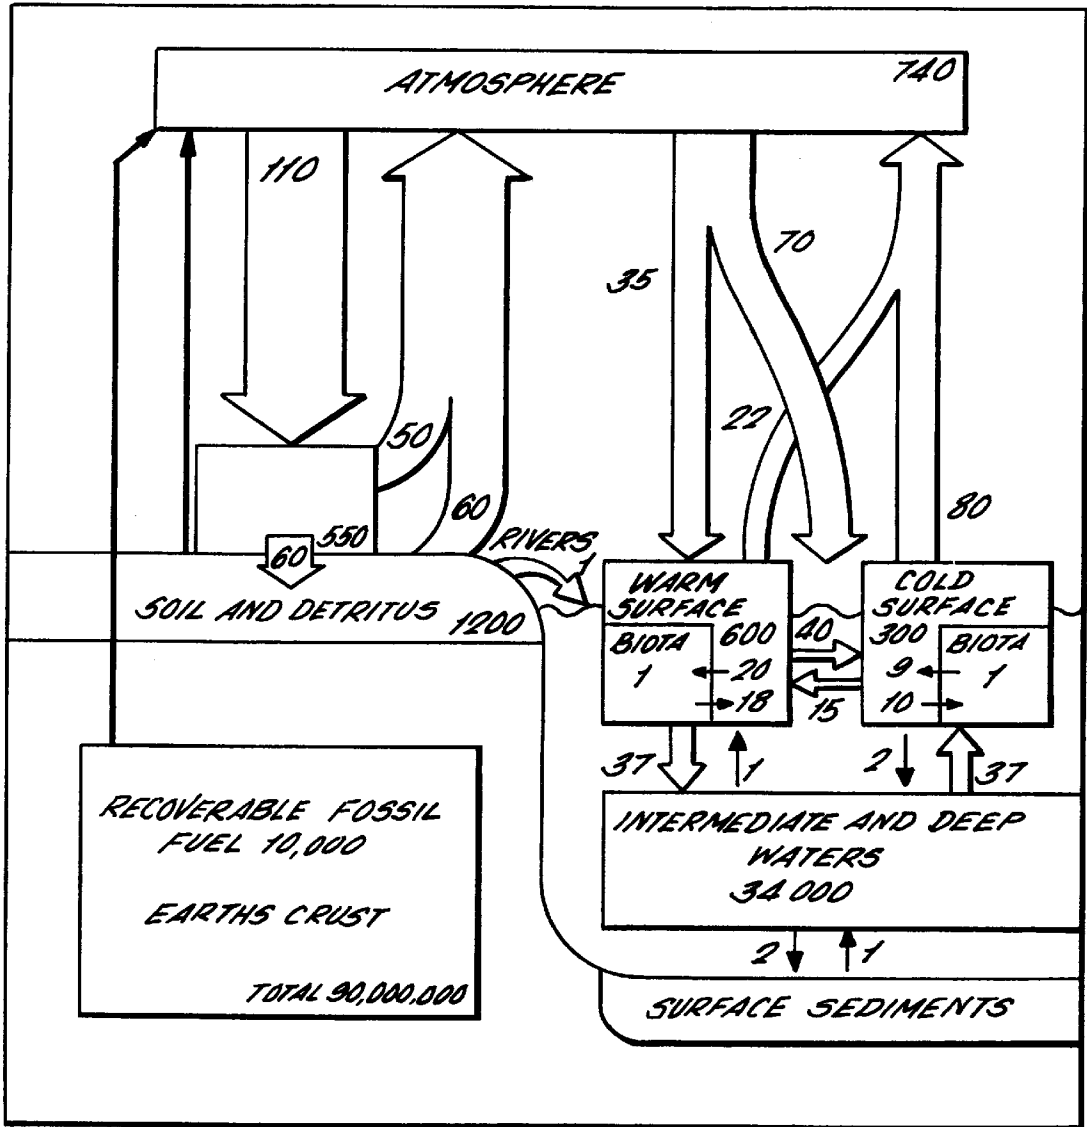 ATMOSPHERE 740
110
35
70
50
60
22
80
550
60
RIVERS
1
SOIL AND DETRITUS 1200
WARM
SURFACE
600
BIOTA
1
20
18
40
15
COLD
SURFACE
300
BIOTA
1
9
10
37
1
2
37
RECOVERABLE FOSSIL
FUEL 10,000
EARTHS CRUST
TOTAL 90,000,000
INTERMEDIATE AND DEEP
WATERS
34 000
2
1
SURFACE SEDIMENTS